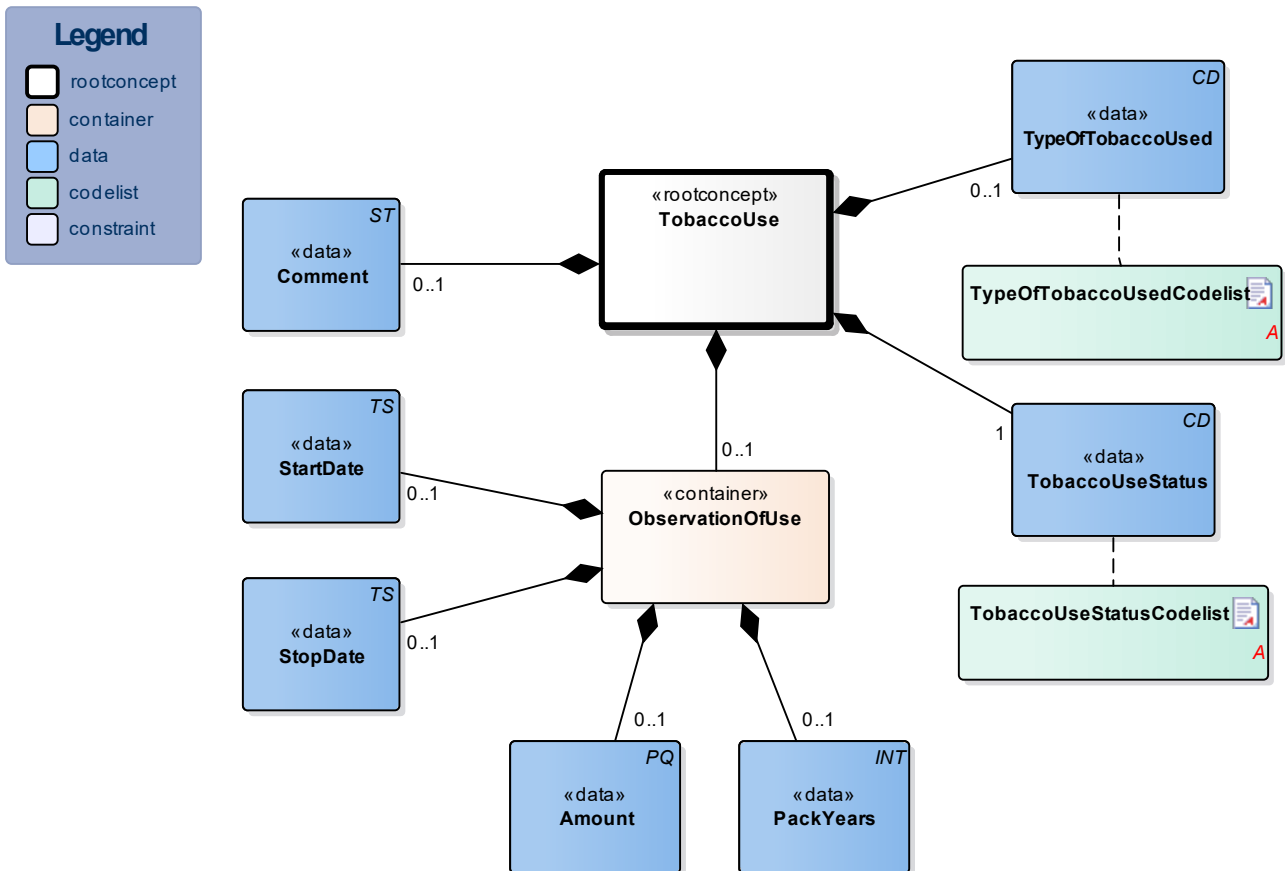 Legend
rootconcept
container
data
codelist
constraint
CD
«data»
TypeOfTobaccoUsed
0..1
«rootconcept»
TobaccoUse
ST
«data»
Comment
0..1
TypeOfTobaccoUsedCodelist
A
TS
«data»
StartDate
0..1
0..1
«container»
ObservationOfUse
1
CD
«data»
TobaccoUseStatus
TS
«data»
StopDate
0..1
TobaccoUseStatusCodelist
A
0..1
PQ
«data»
Amount
0..1
INT
«data»
PackYears